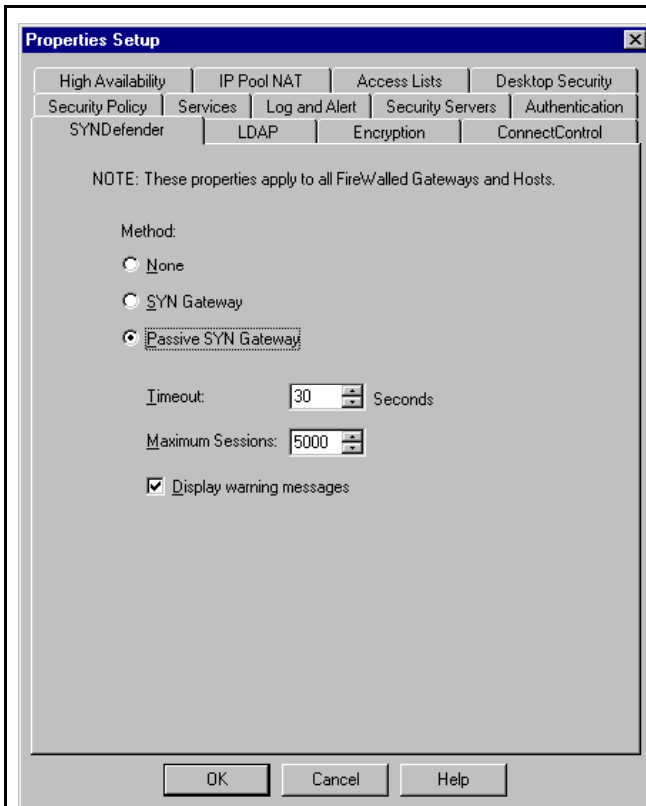 Properties Setup
High Availability IP Pool NAT Access Lists Desktop Security
Security Policy Services Log and Alert Security Servers Authentication
SYNDefender LDAP Encryption ConnectControl
NOTE: These properties apply to all FireWalled Gateways and Hosts.
Method:
None
SYN Gateway
Passive SYN Gateway
Timeout: 30 Seconds
Maximum Sessions: 5000
Display warning messages
OK Cancel Help